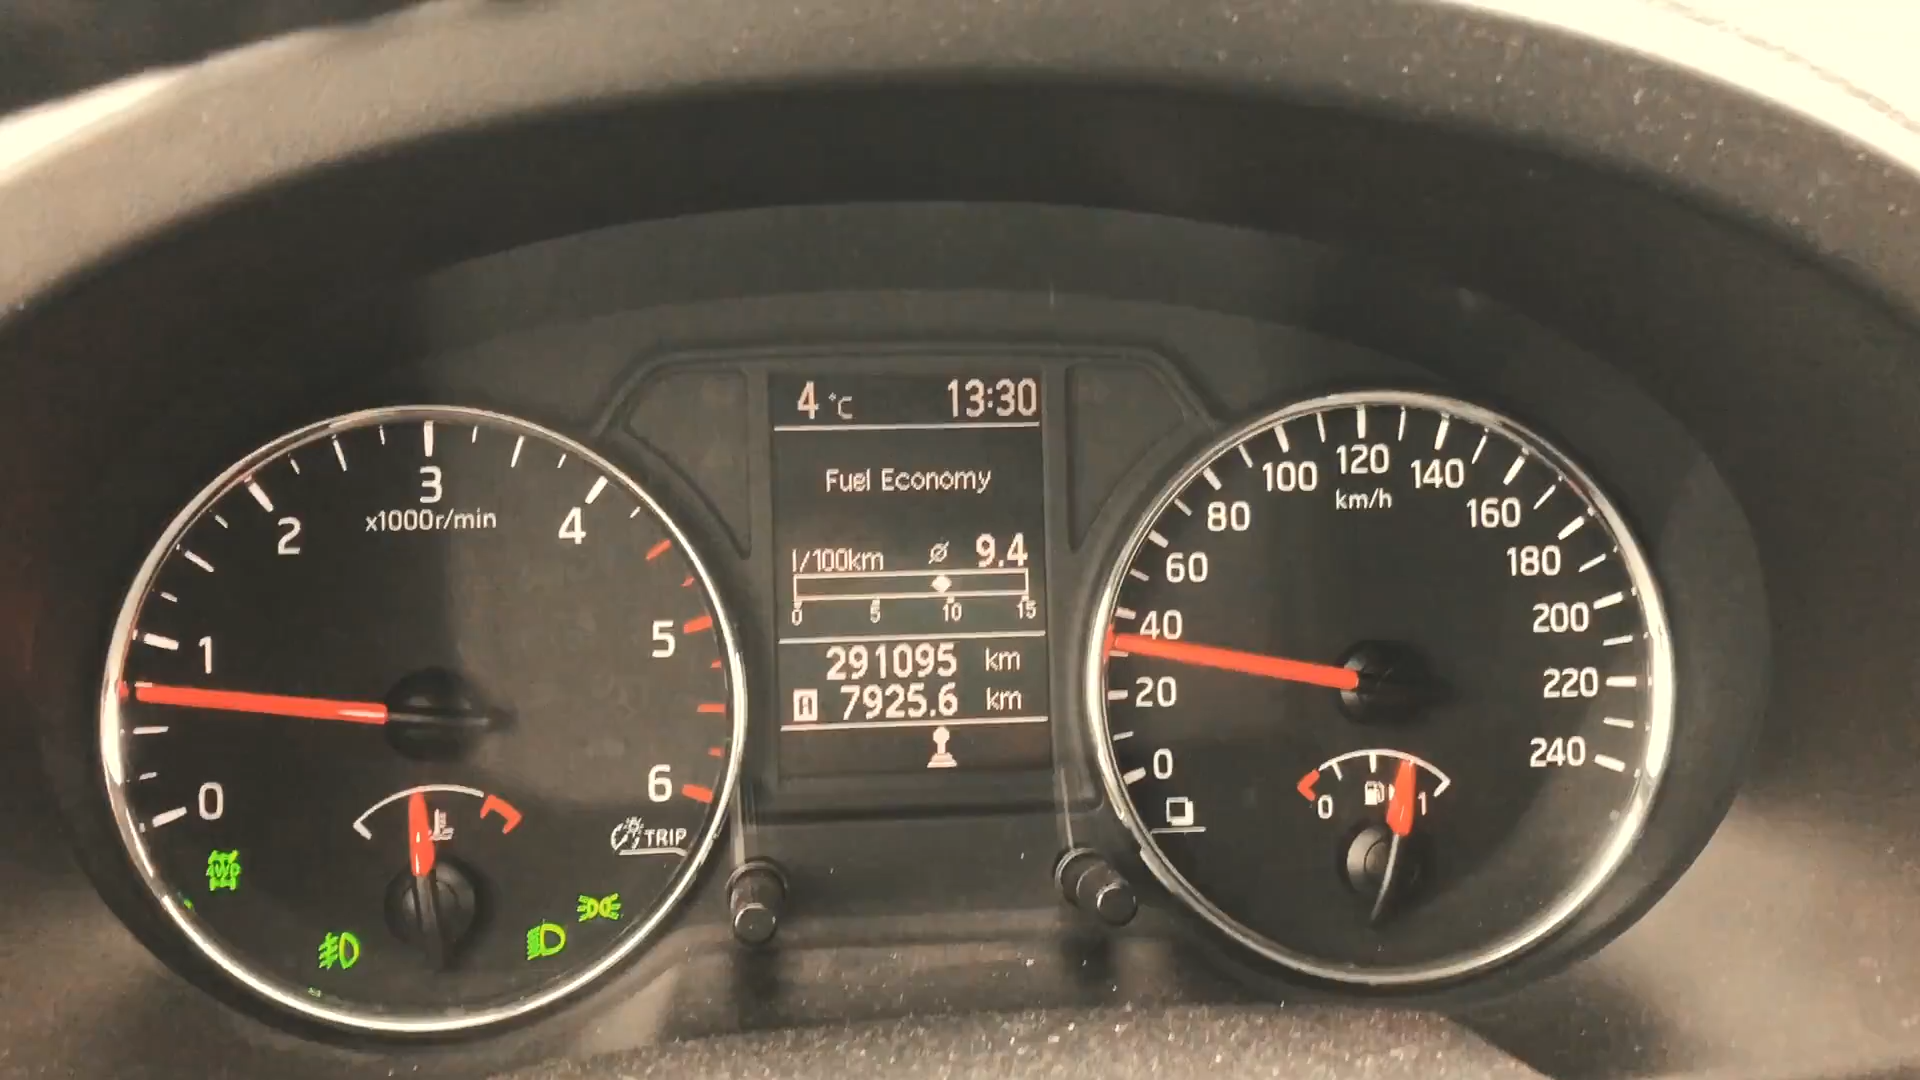 4 °C 13:30
Fuel Economy
l/100km ⌀ 9.4
0 5 10 15
291095 km
A 7925.6 km
0
1
2
3
4
5
6
x1000r/min
TRIP
4WD
0
20
40
60
80
100
120
140
160
180
200
220
240
km/h
0 1